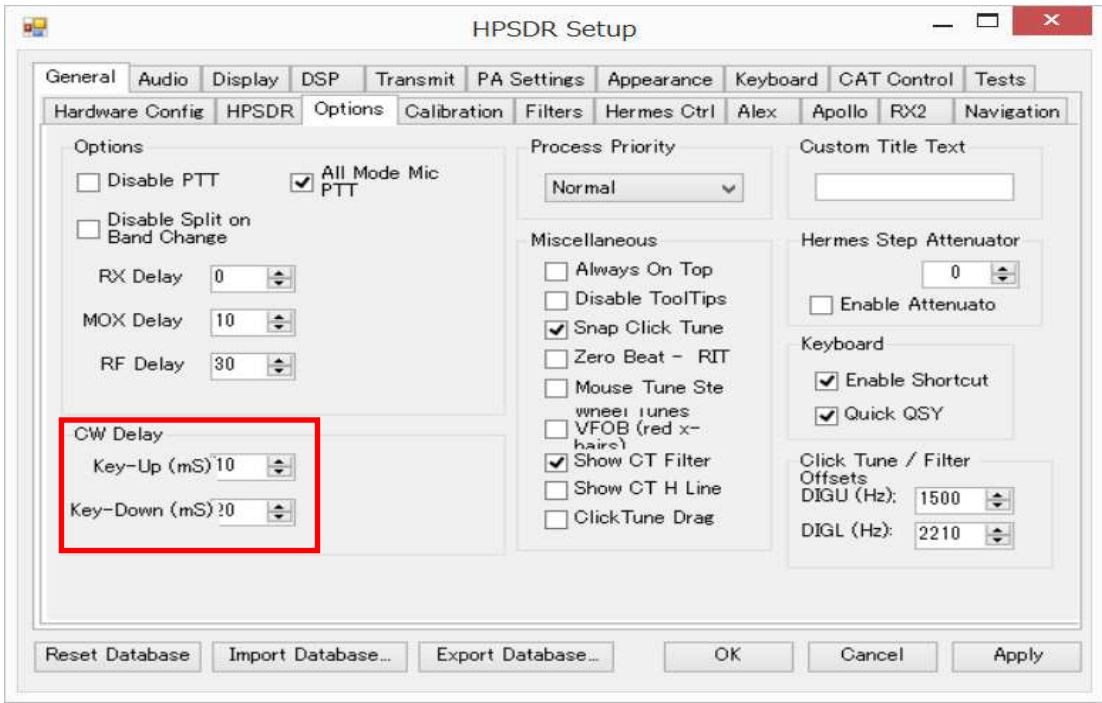 HPSDR Setup
General Audio Display DSP Transmit PA Settings Appearance Keyboard CAT Control Tests
Hardware Config HPSDR Options Calibration Filters Hermes Ctrl Alex Apollo RX2 Navigation
Options
Disable PTT
All Mode Mic
PTT
Disable Split on
Band Change
RX Delay 0
MOX Delay 10
RF Delay 30
CW Delay
Key-Up (mS) 10
Key-Down (mS) 20
Process Priority
Normal
Miscellaneous
Always On Top
Disable ToolTips
Snap Click Tune
Zero Beat - RIT
Mouse Tune Ste
Wheel Tunes
VFOB (red x-
hairs)
Show CT Filter
Show CT H Line
ClickTune Drag
Custom Title Text
Hermes Step Attenuator
0
Enable Attenuato
Keyboard
Enable Shortcut
Quick QSY
Click Tune / Filter
Offsets
DIGU (Hz): 1500
DIGL (Hz): 2210
Reset Database Import Database... Export Database... OK Cancel Apply